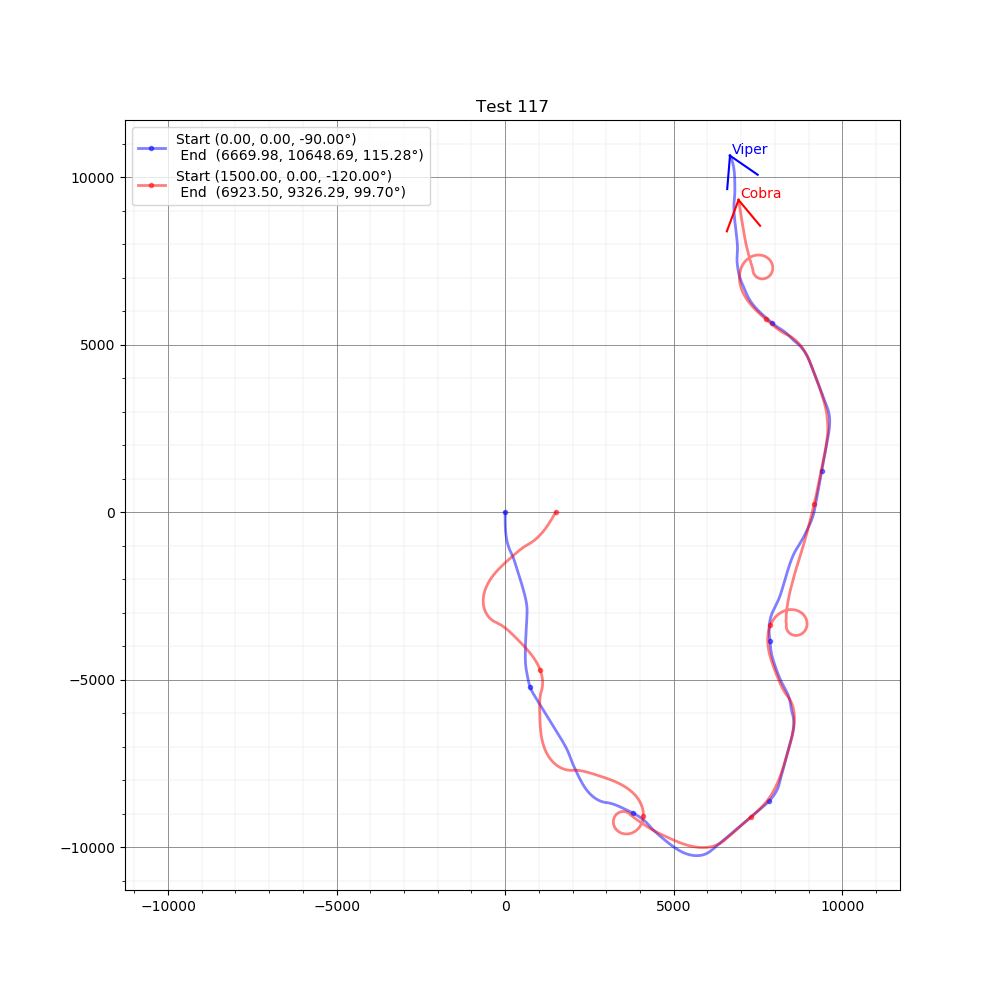 Test 117
Start (0.00, 0.00, -90.00°)
End (6669.98, 10648.69, 115.28°)
Start (1500.00, 0.00, -120.00°)
End (6923.50, 9326.29, 99.70°)
Viper
Cobra
10000
5000
0
−5000
−10000
−10000
−5000
0
5000
10000